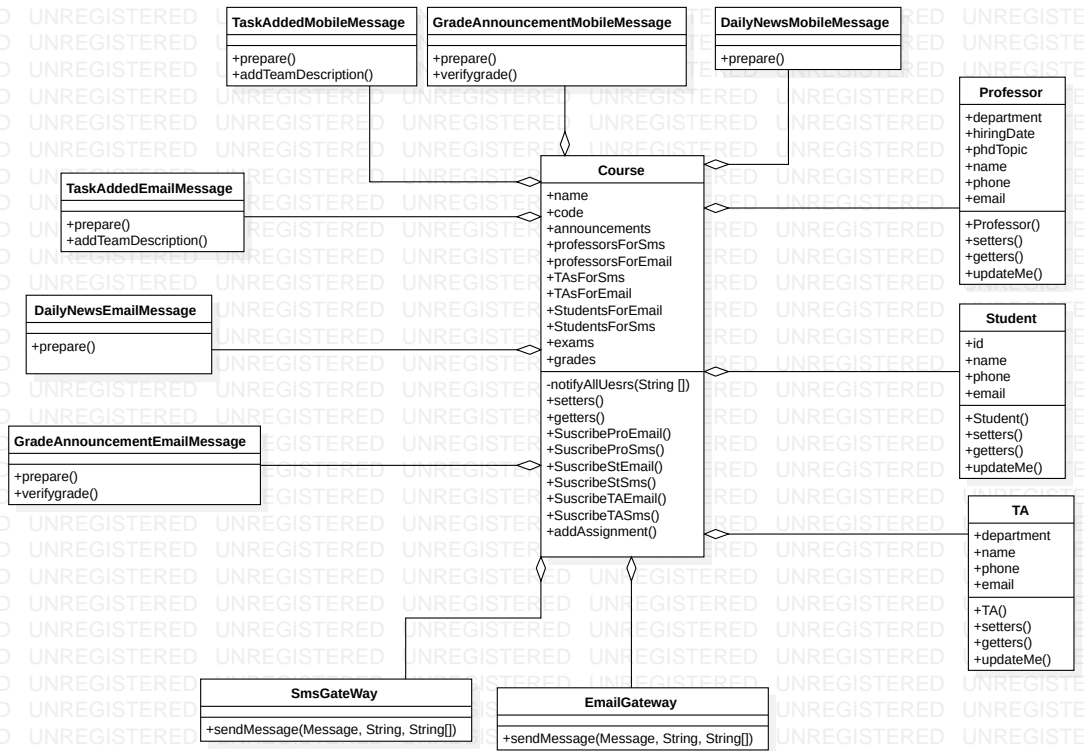 TaskAddedMobileMessage
+prepare()
+addTeamDescription()
GradeAnnouncementMobileMessage
+prepare()
+verifygrade()
DailyNewsMobileMessage
+prepare()
Professor
+department
+hiringDate
+phdTopic
+name
+phone
+email
+Professor()
+setters()
+getters()
+updateMe()
TaskAddedEmailMessage
+prepare()
+addTeamDescription()
Course
+name
+code
+announcements
+professorsForSms
+professorsForEmail
+TAsForSms
+TAsForEmail
+StudentsForEmail
+StudentsForSms
+exams
+grades
-notifyAllUesrs(String [])
+setters()
+getters()
+SuscribeProEmail()
+SuscribeProSms()
+SuscribeStEmail()
+SuscribeStSms()
+SuscribeTAEmail()
+SuscribeTASms()
+addAssignment()
DailyNewsEmailMessage
+prepare()
Student
+id
+name
+phone
+email
+Student()
+setters()
+getters()
+updateMe()
GradeAnnouncementEmailMessage
+prepare()
+verifygrade()
TA
+department
+name
+phone
+email
+TA()
+setters()
+getters()
+updateMe()
SmsGateWay
+sendMessage(Message, String, String[])
EmailGateway
+sendMessage(Message, String, String[])
UNREGISTERED